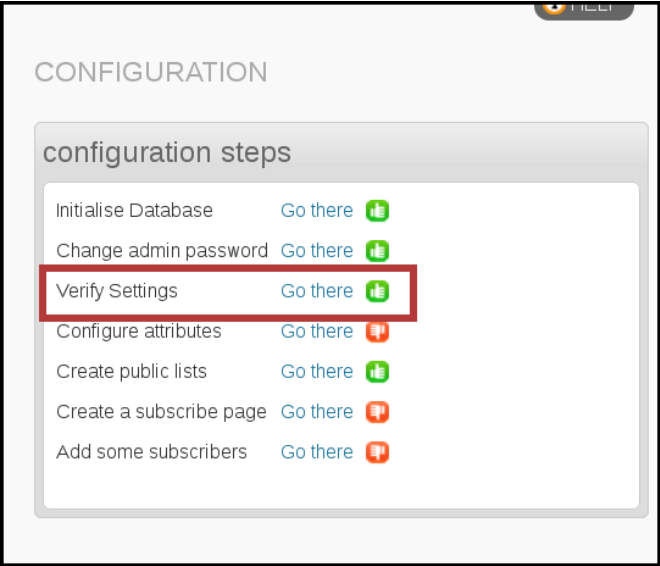 HELP
CONFIGURATION
configuration steps
Initialise Database Go there
Change admin password Go there
Verify Settings Go there
Configure attributes Go there
Create public lists Go there
Create a subscribe page Go there
Add some subscribers Go there